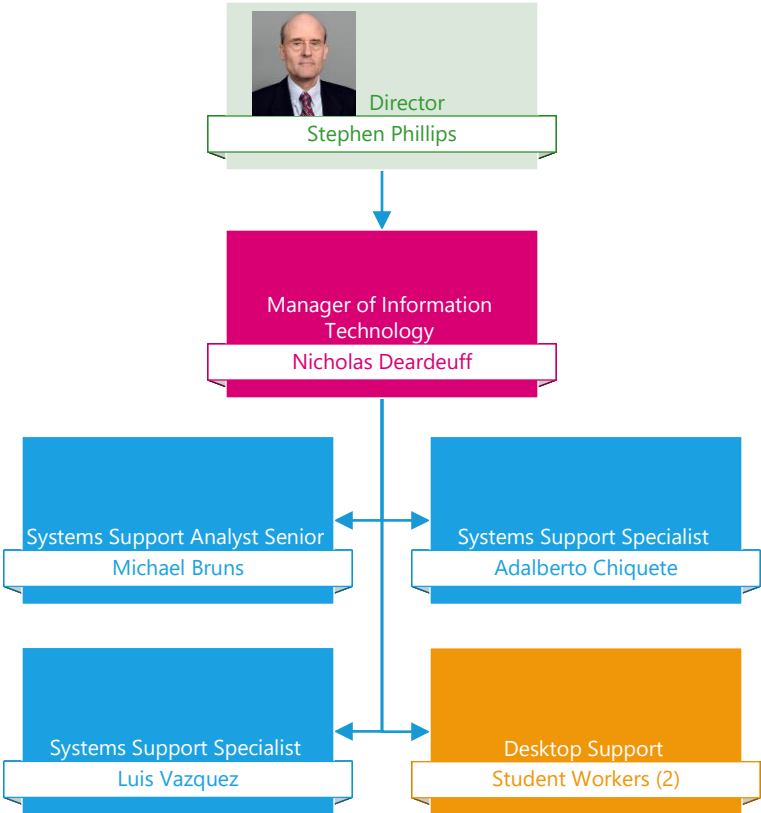 Director
Stephen Phillips
Manager of Information
Technology
Nicholas Deardeuff
Systems Support Analyst Senior
Michael Bruns
Systems Support Specialist
Adalberto Chiquete
Systems Support Specialist
Luis Vazquez
Desktop Support
Student Workers (2)